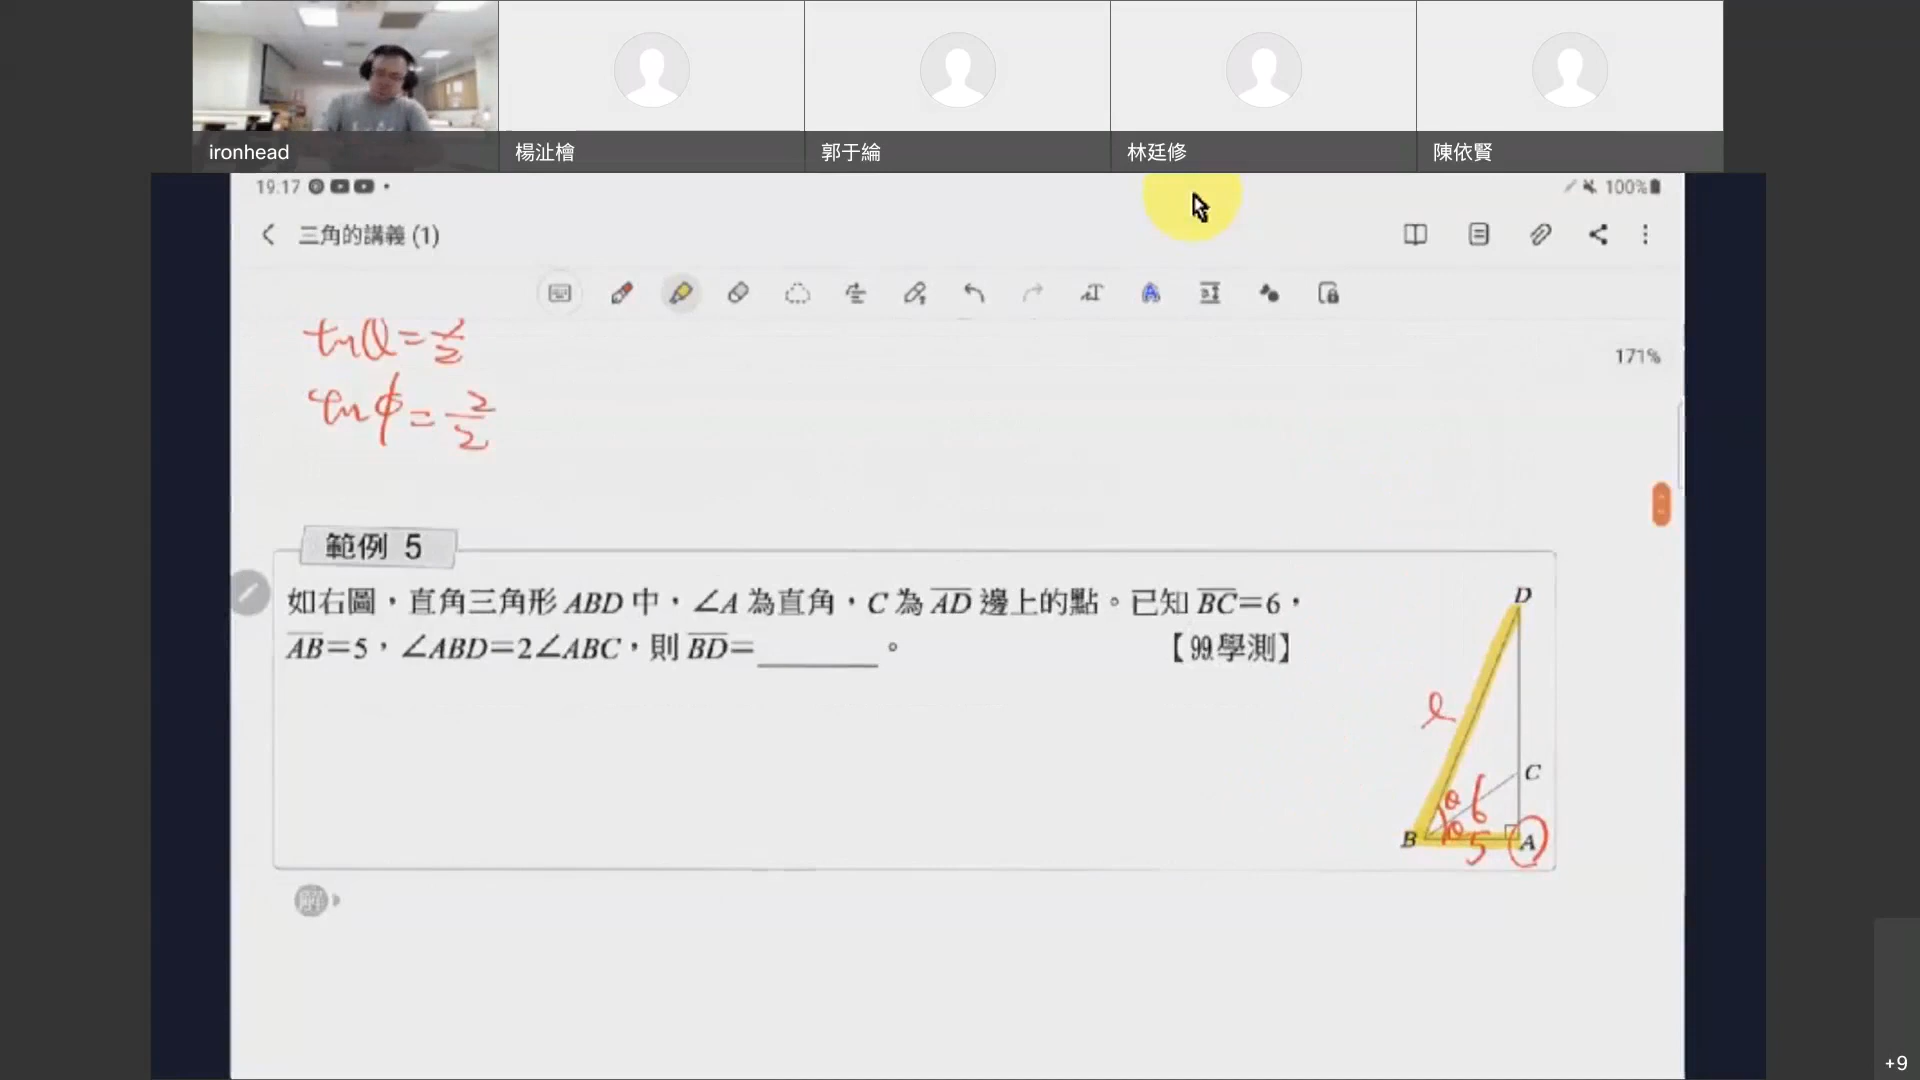 ironhead
楊沚檜
郭于綸
林廷修
陳依賢
19.17
100%
三角的講義 (1)
171%
tanθ=
tanφ=2/2
範例 5
如右圖,直角三角形 ABD 中,∠A 為直角,C 為 AD 邊上的點。已知 BC=6,
AB=5,∠ABD=2∠ABC,則 BD=________。 【99學測】
D
l
C
θ 6
B θ 5 A
解
+9